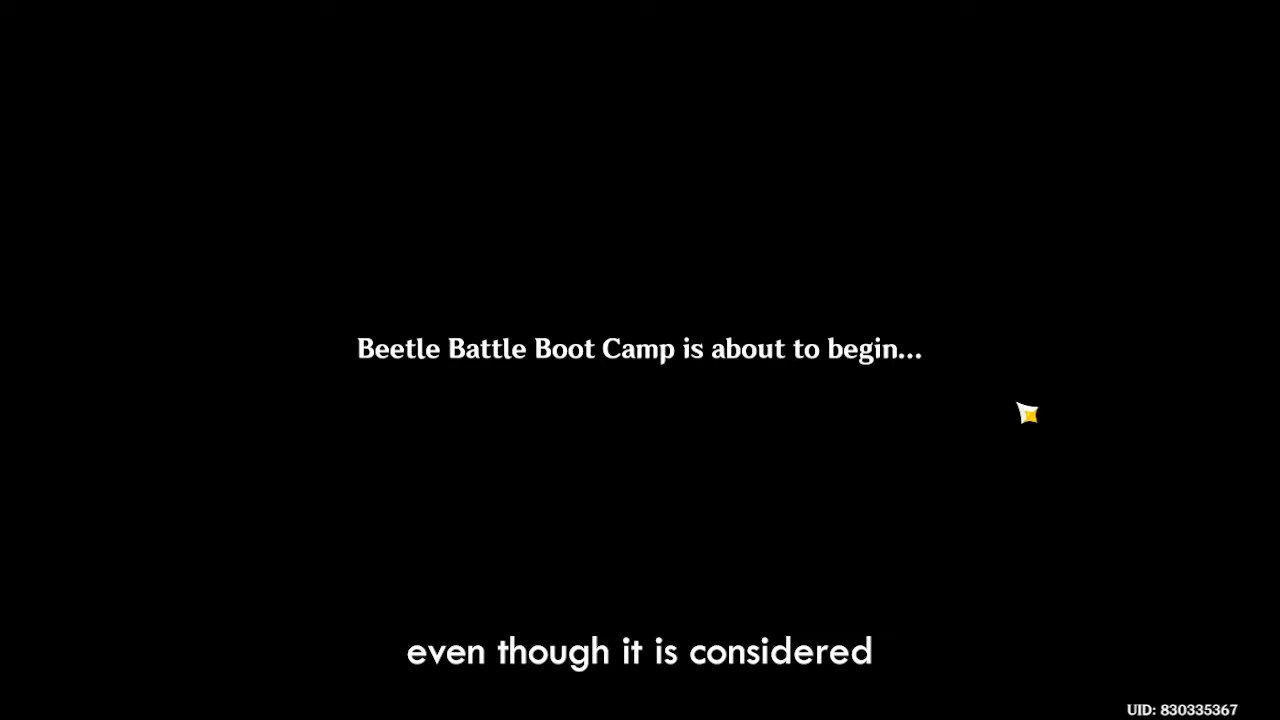 Beetle Battle Boot Camp is about to begin...
even though it is considered
UID: 830335367